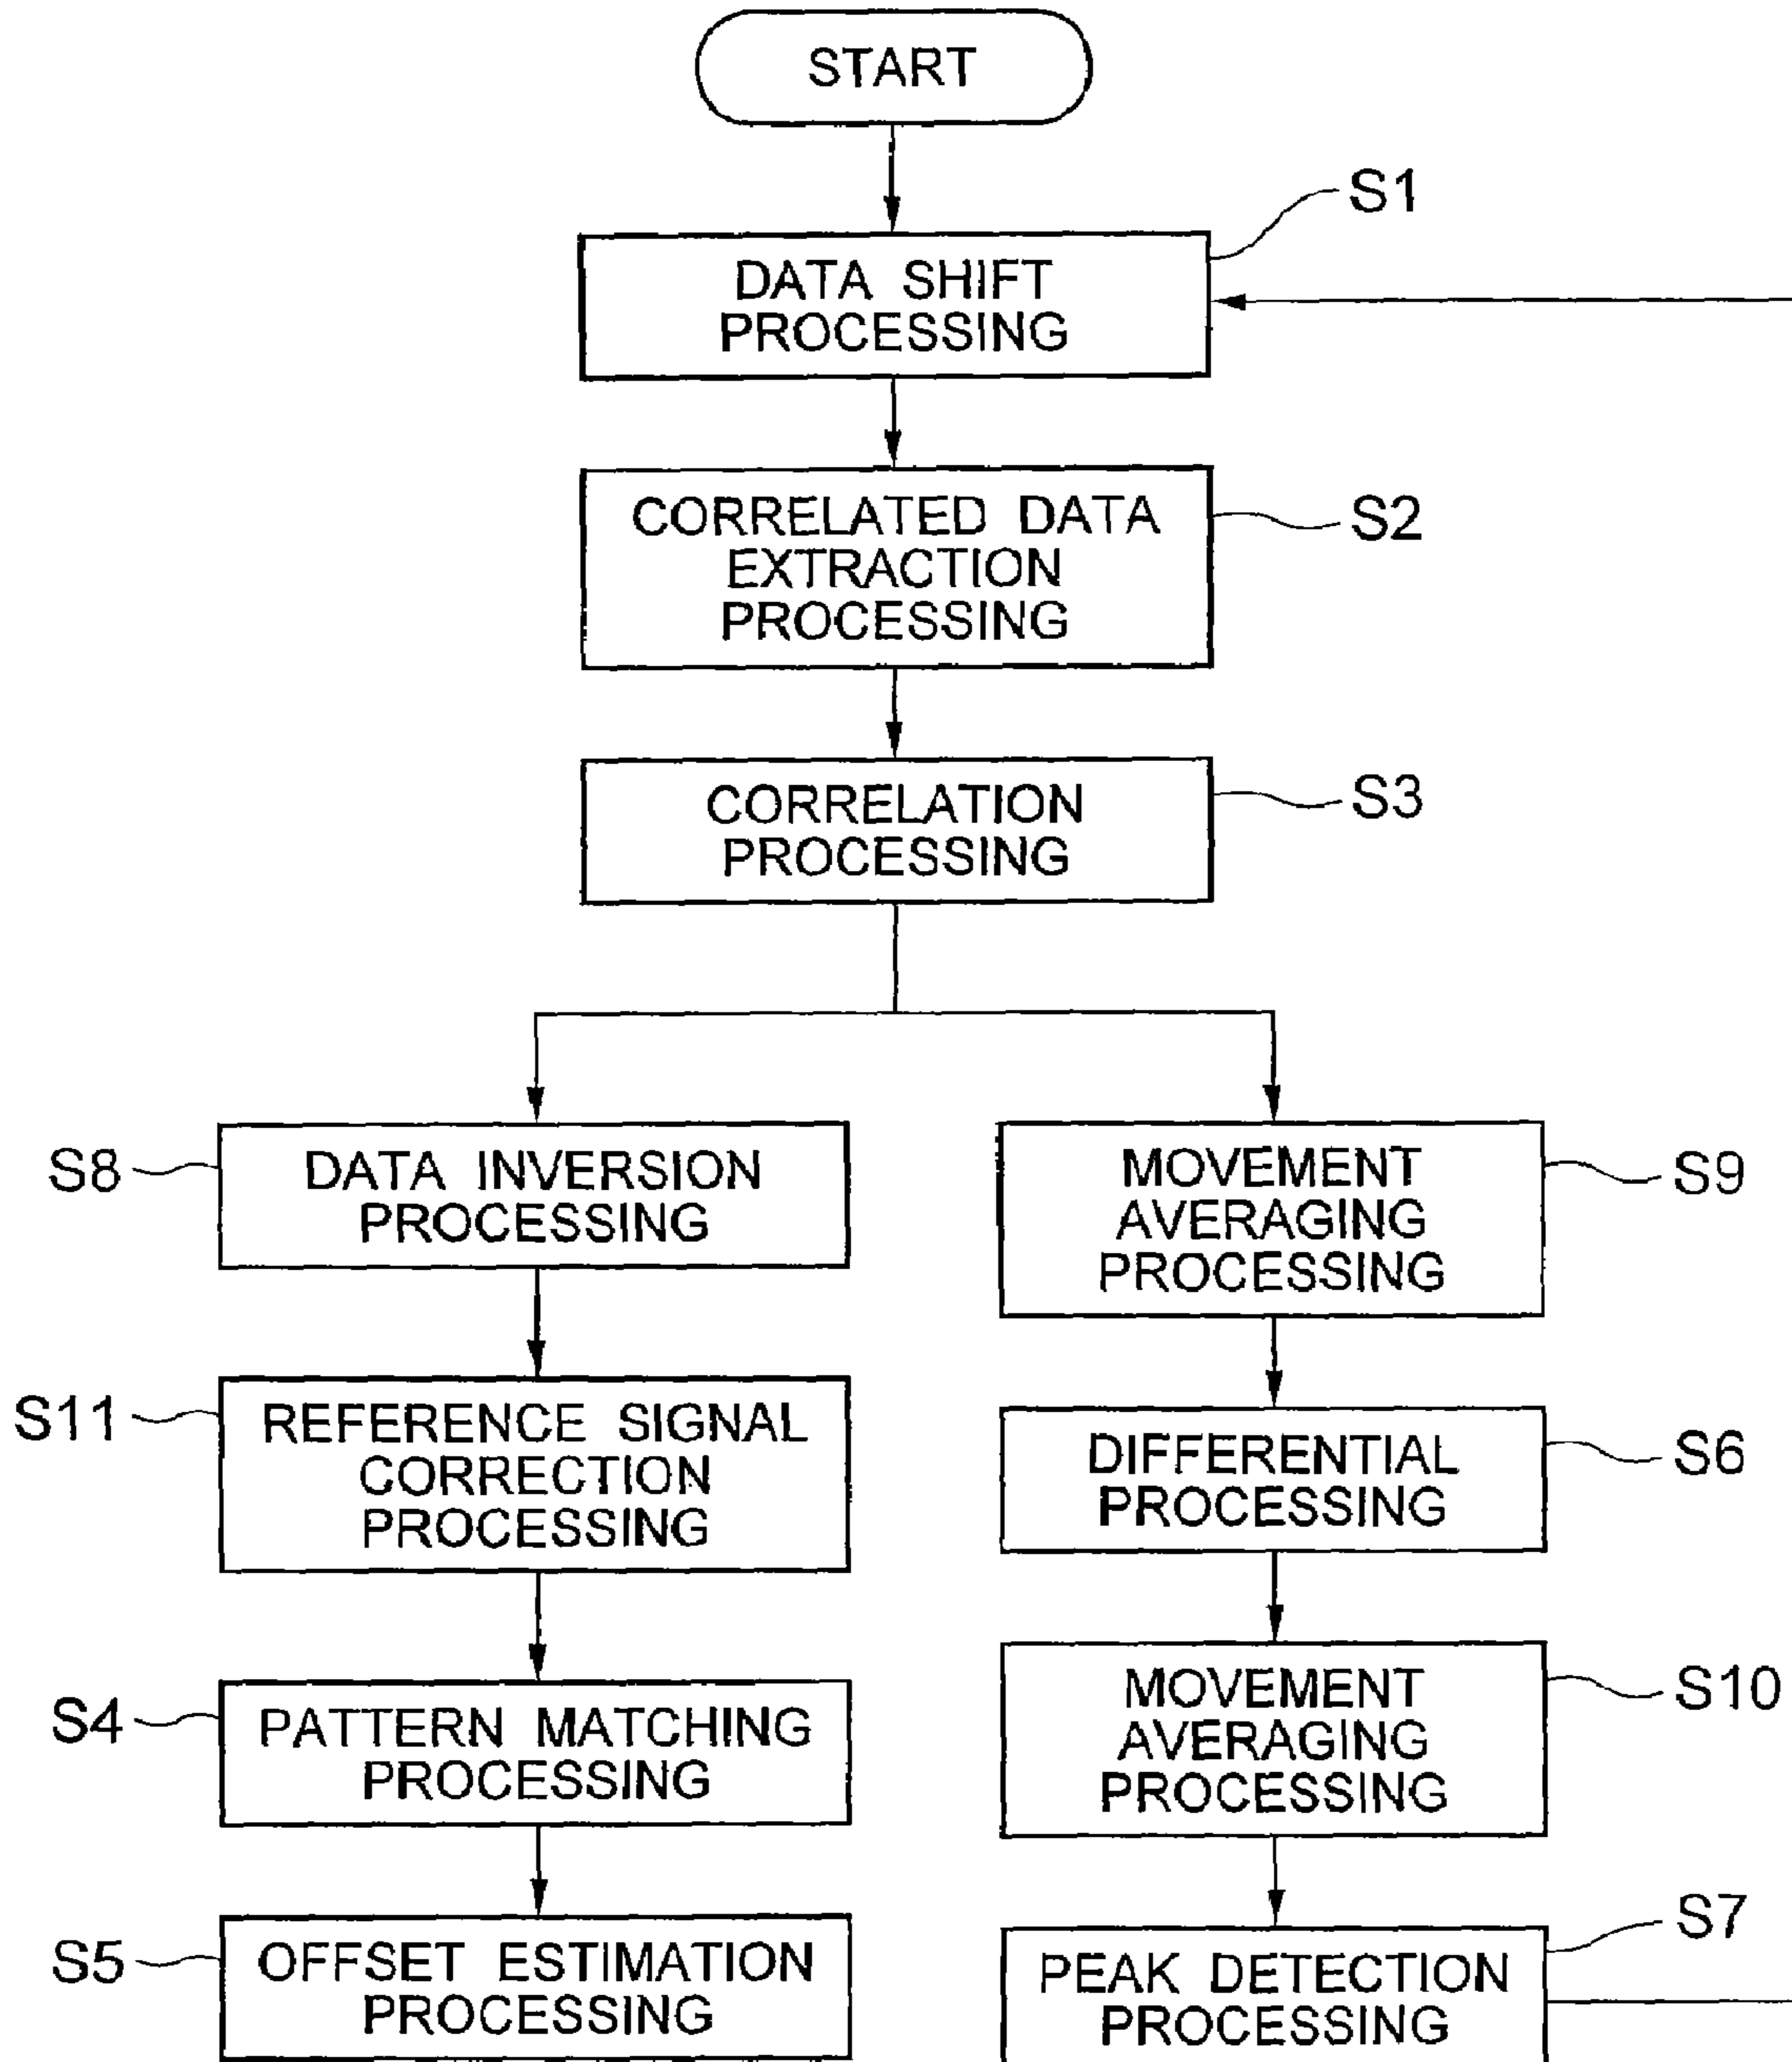 START
S1
DATA SHIFT
PROCESSING
S2
CORRELATED DATA
EXTRACTION
PROCESSING
S3
CORRELATION
PROCESSING
S8
DATA INVERSION
PROCESSING
S11
REFERENCE SIGNAL
CORRECTION
PROCESSING
S4
PATTERN MATCHING
PROCESSING
S5
OFFSET ESTIMATION
PROCESSING
S9
MOVEMENT
AVERAGING
PROCESSING
S6
DIFFERENTIAL
PROCESSING
S10
MOVEMENT
AVERAGING
PROCESSING
S7
PEAK DETECTION
PROCESSING